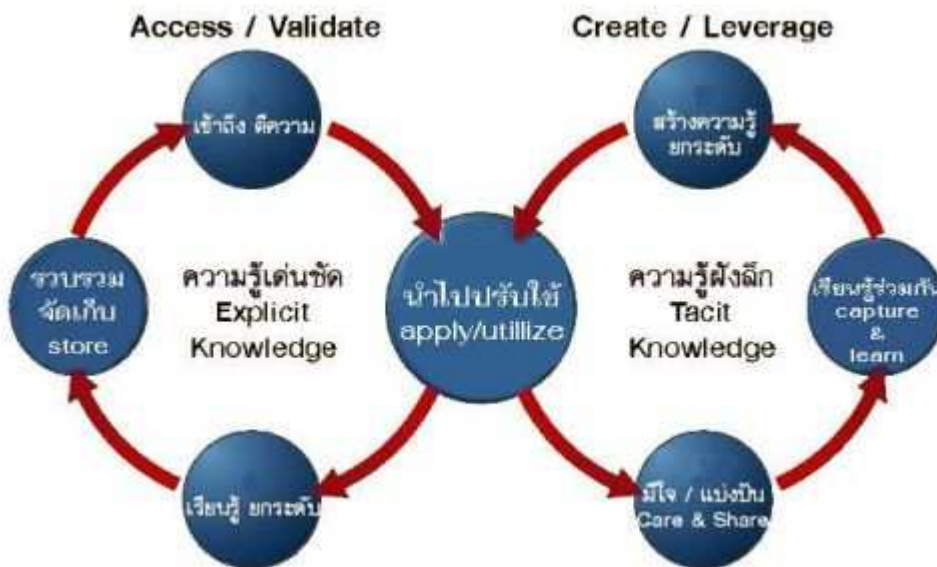 Access / Validate
Create / Leverage
เข้าถึง ตีความ
สร้างความรู้
ยกระดับ
รวบรวม
จัดเก็บ
store
ความรู้เด่นชัด
Explicit
Knowledge
นำไปปรับใช้
apply/utillize
ความรู้ฝังลึก
Tacit
Knowledge
เรียนรู้ร่วมกัน
capture
&
learn
เรียนรู้ ยกระดับ
มีใจ / แบ่งปัน
Care & Share